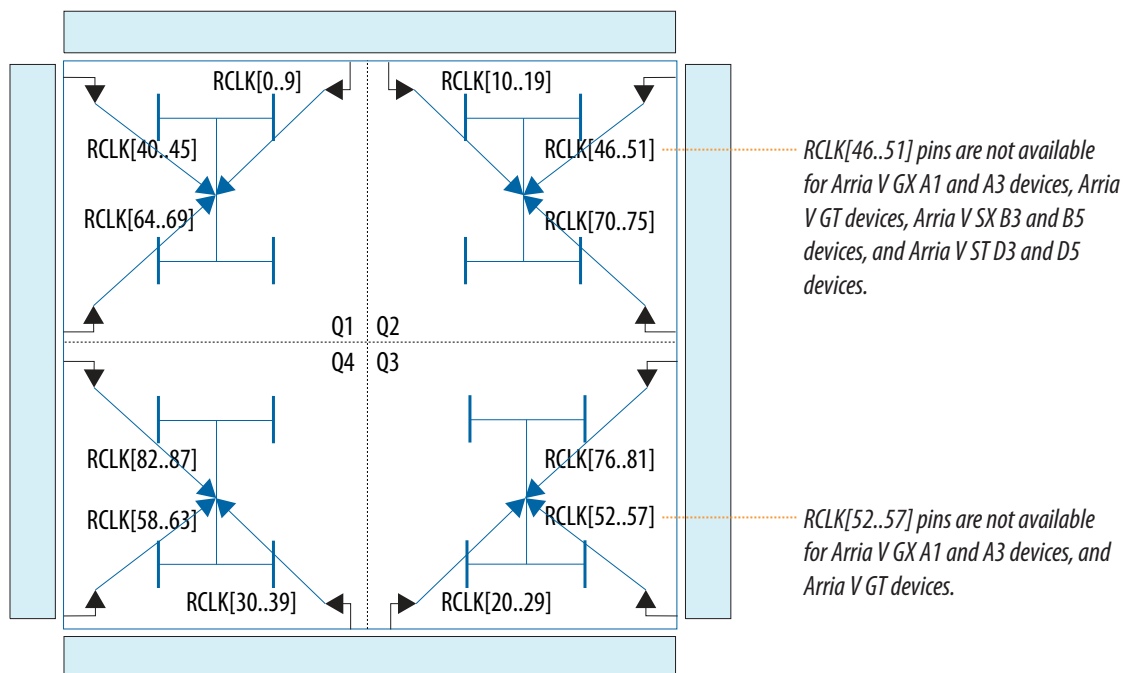 RCLK[0..9]
RCLK[10..19]
RCLK[40..45]
RCLK[46..51]
RCLK[64..69]
RCLK[70..75]
Q1
Q2
Q4
Q3
RCLK[82..87]
RCLK[76..81]
RCLK[58..63]
RCLK[52..57]
RCLK[30..39]
RCLK[20..29]
RCLK[46..51] pins are not available
for Arria V GX A1 and A3 devices, Arria
V GT devices, Arria V SX B3 and B5
devices, and Arria V ST D3 and D5
devices.
RCLK[52..57] pins are not available
for Arria V GX A1 and A3 devices, and
Arria V GT devices.